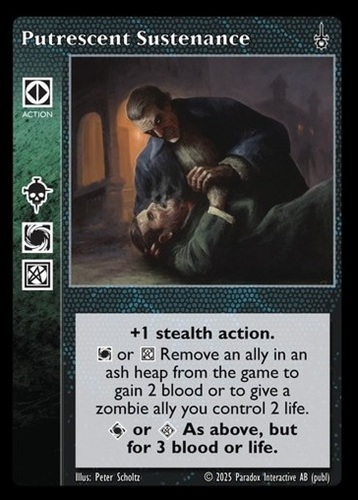 Putrescent Sustenance
ACTION
+1 stealth action.
or Remove an ally in an
ash heap from the game to
gain 2 blood or to give a
zombie ally you control 2 life.
or As above, but
for 3 blood or life.
Illus: Peter Scholtz © 2025 Paradox Interactive AB (publ)